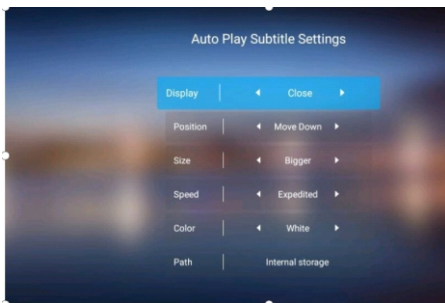 Auto Play Subtitle Settings
Display Close
Position Move Down
Size Bigger
Speed Expedited
Color White
Path Internal storage